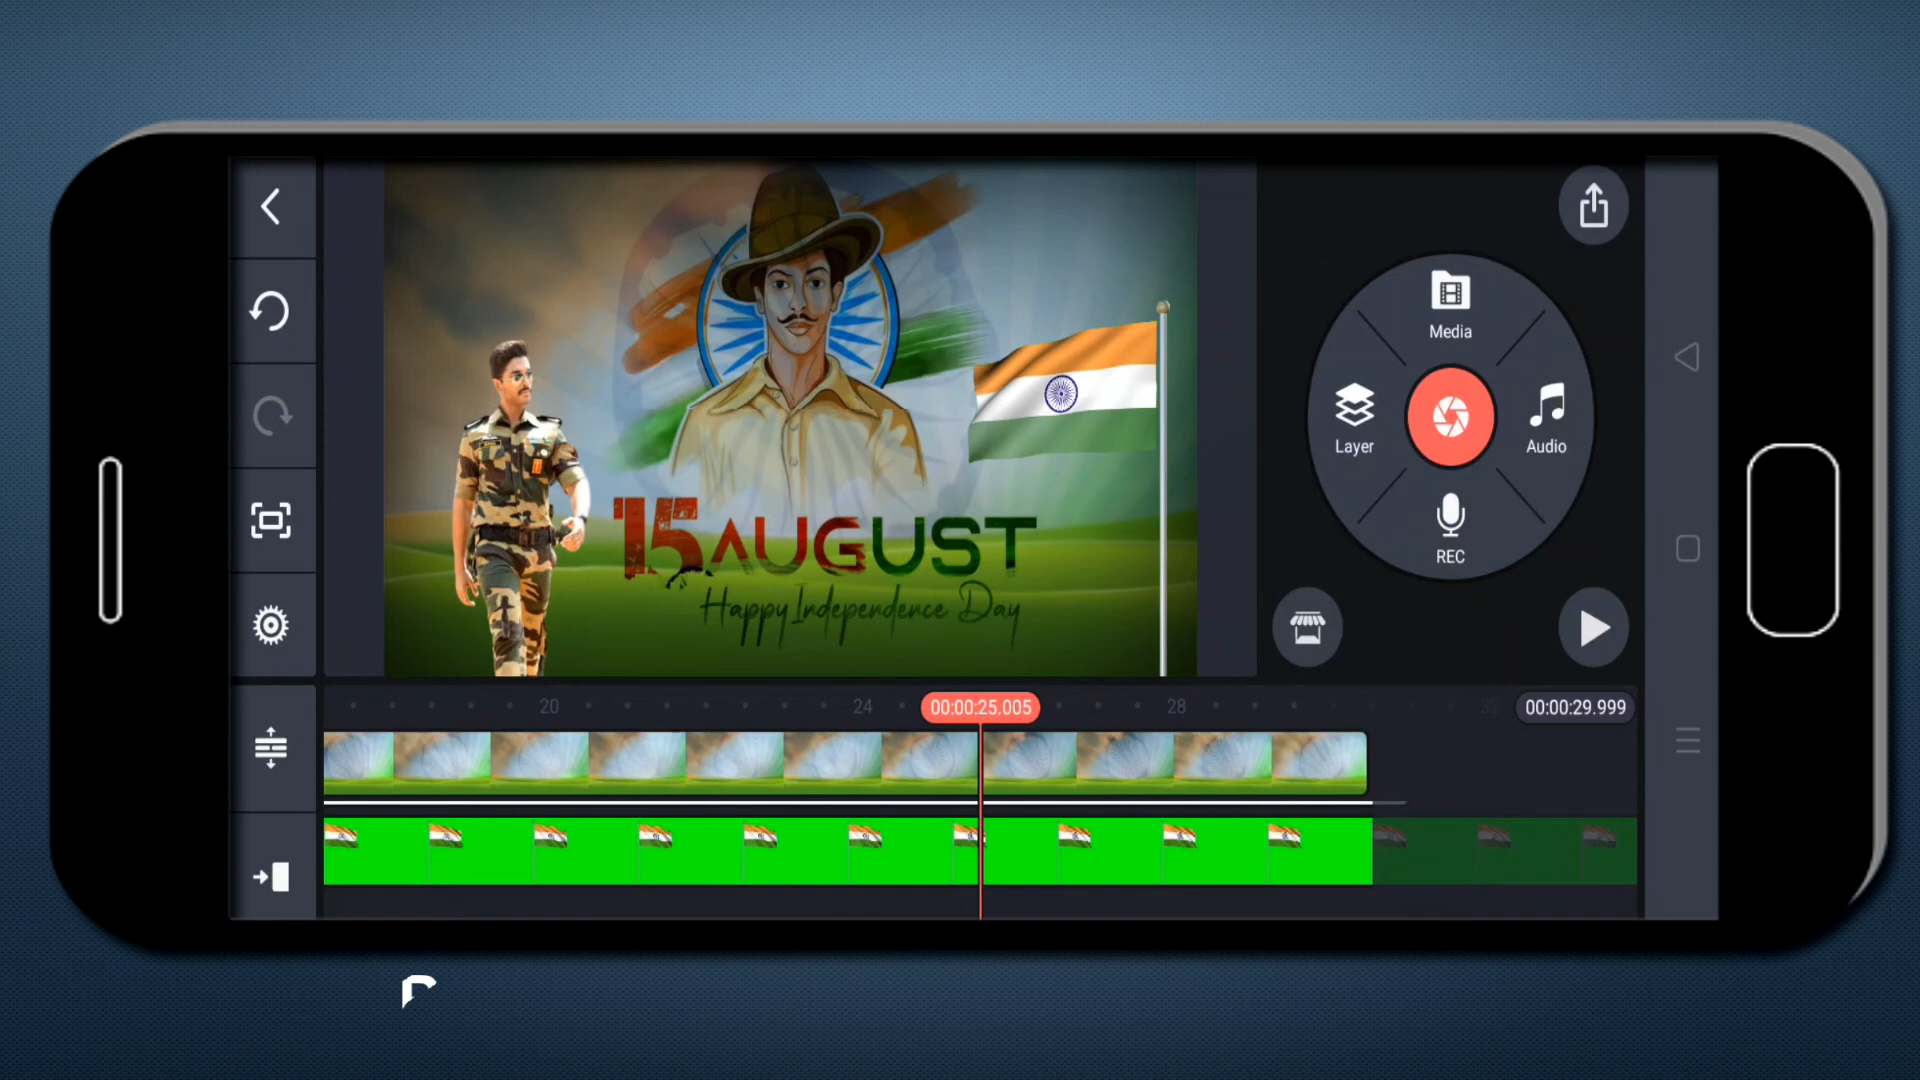 Media
Layer
Audio
REC
15 AUGUST
Happy Independence Day
20
24
00:00:25.005
28
32
00:00:29.999